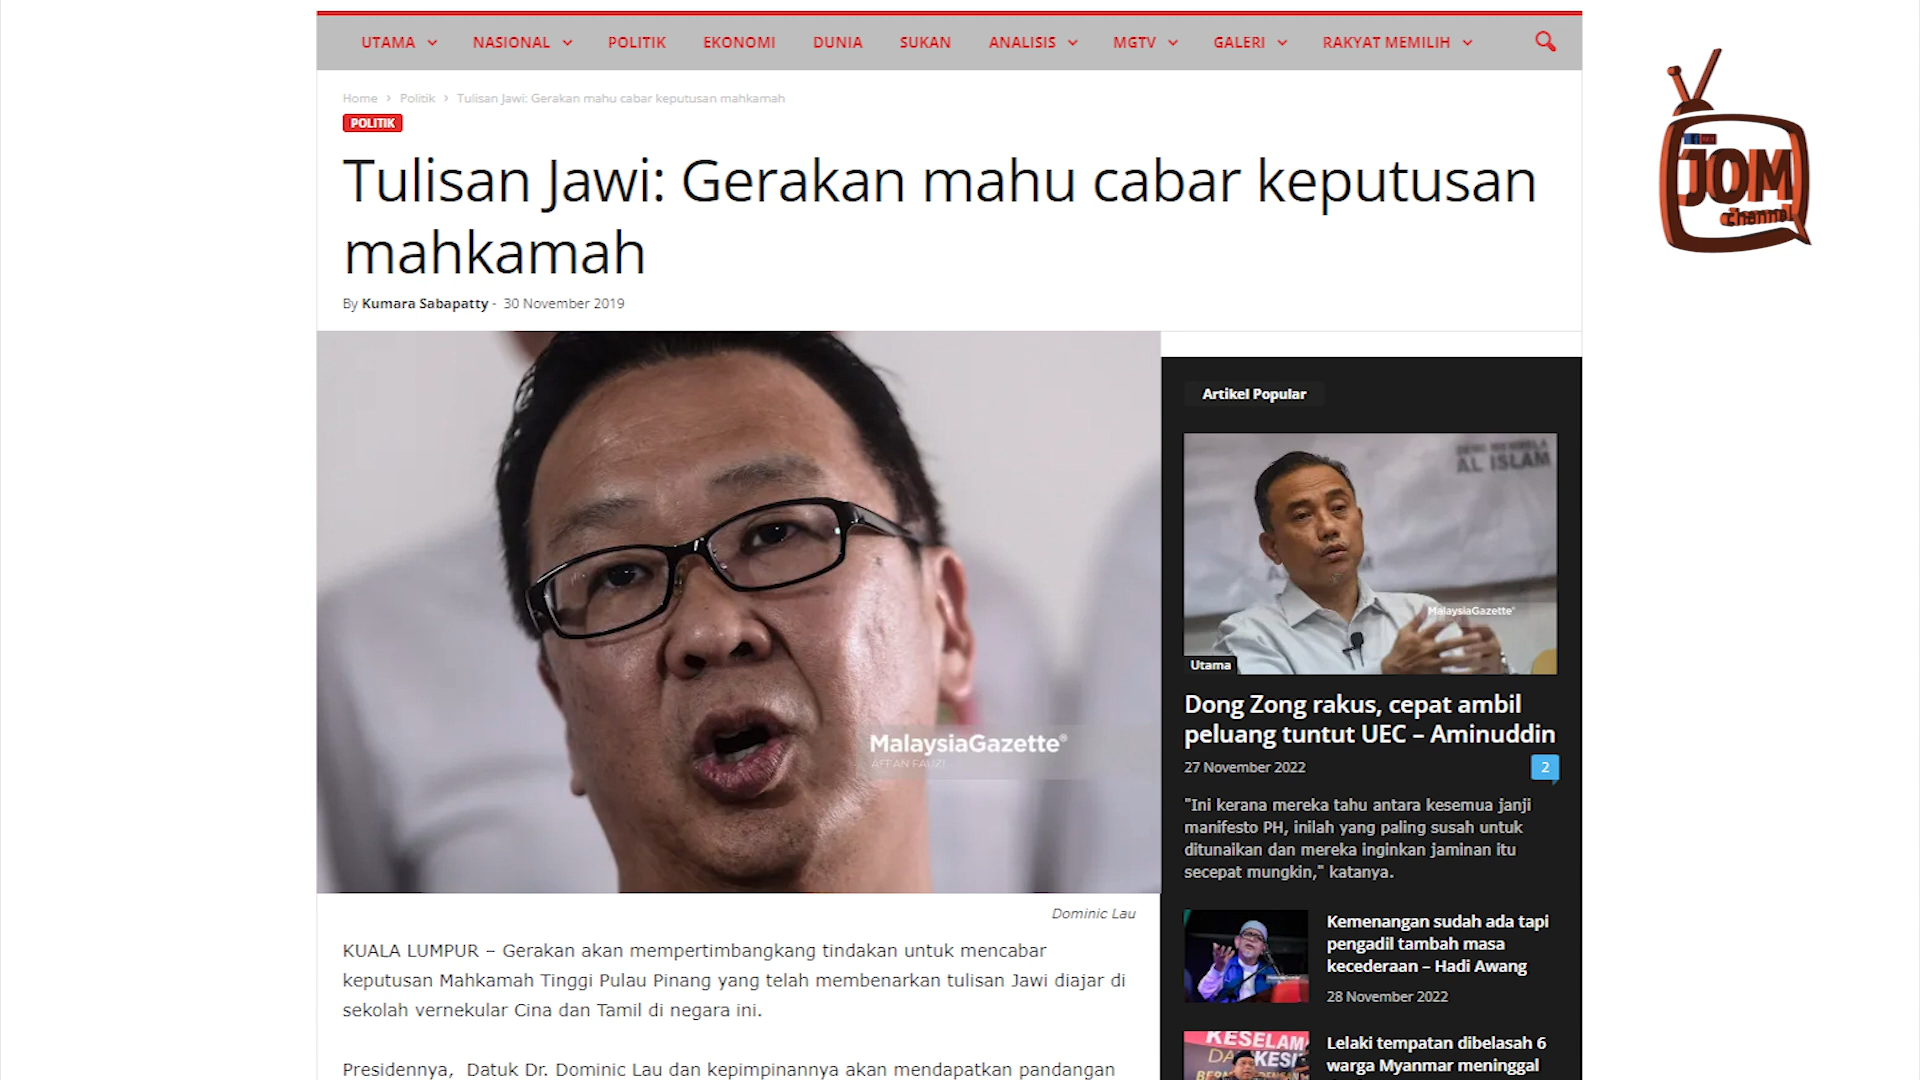 UTAMA NASIONAL POLITIK EKONOMI DUNIA SUKAN ANALISIS MGTV GALERI RAKYAT MEMILIH
Home › Politik › Tulisan Jawi: Gerakan mahu cabar keputusan mahkamah
POLITIK
Tulisan Jawi: Gerakan mahu cabar keputusan
mahkamah
By Kumara Sabapatty - 30 November 2019
JOM
channel
MalaysiaGazette®
AFFAN FAUZI
Dominic Lau
KUALA LUMPUR – Gerakan akan mempertimbangkang tindakan untuk mencabar
keputusan Mahkamah Tinggi Pulau Pinang yang telah membenarkan tulisan Jawi diajar di
sekolah vernekular Cina dan Tamil di negara ini.
Presidennya, Datuk Dr. Dominic Lau dan kepimpinannya akan mendapatkan pandangan
Artikel Popular
AL ISLAM
MalaysiaGazette®
Utama
Dong Zong rakus, cepat ambil
peluang tuntut UEC – Aminuddin
27 November 2022
2
"Ini kerana mereka tahu antara kesemua janji
manifesto PH, inilah yang paling susah untuk
ditunaikan dan mereka inginkan jaminan itu
secepat mungkin," katanya.
Kemenangan sudah ada tapi
pengadil tambah masa
kecederaan – Hadi Awang
28 November 2022
Lelaki tempatan dibelasah 6
warga Myanmar meninggal